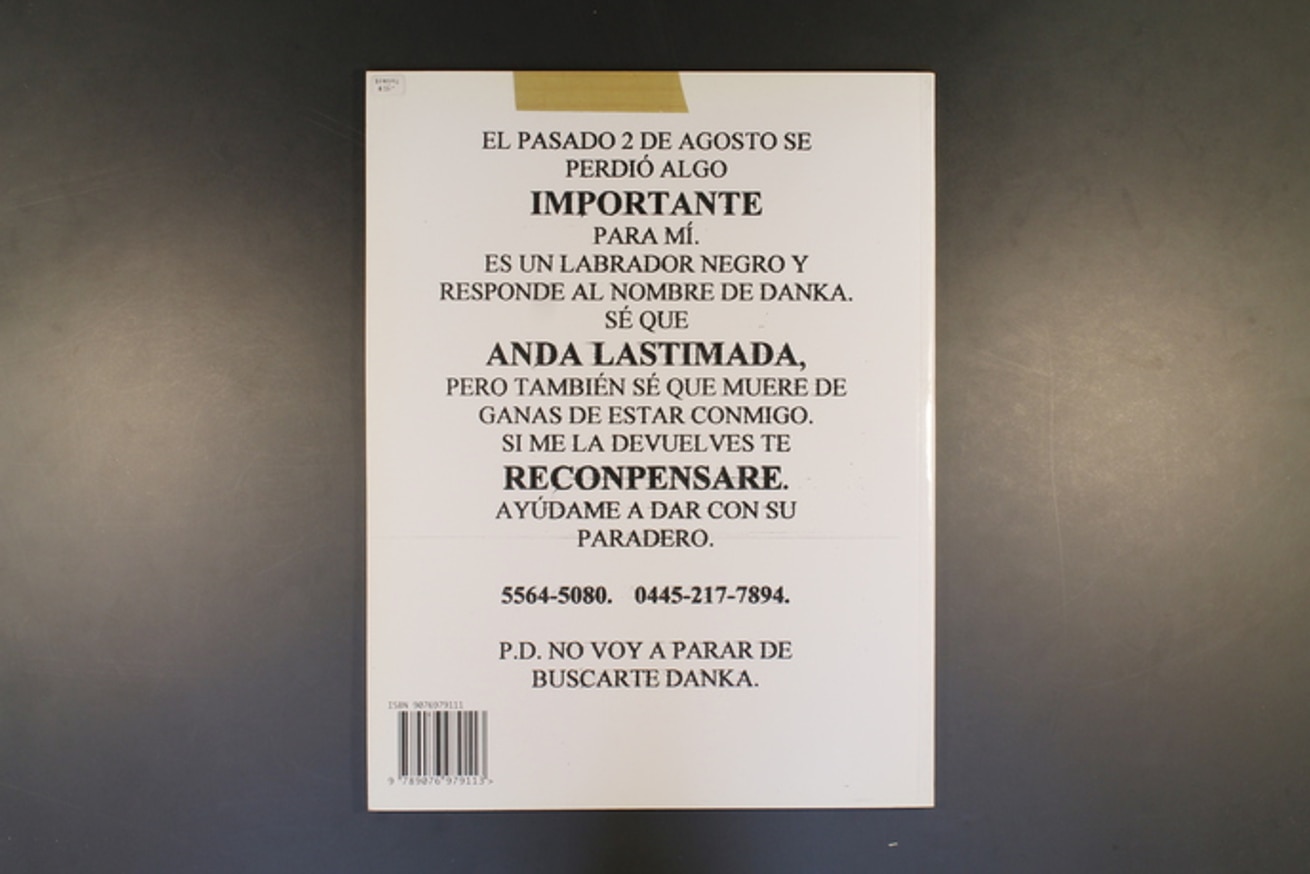 EL PASADO 2 DE AGOSTO SE
PERDIÓ ALGO
IMPORTANTE
PARA MÍ.
ES UN LABRADOR NEGRO Y
RESPONDE AL NOMBRE DE DANKA.
SÉ QUE
ANDA LASTIMADA,
PERO TAMBIÉN SÉ QUE MUERE DE
GANAS DE ESTAR CONMIGO.
SI ME LA DEVUELVES TE
RECONPENSARE.
AYÚDAME A DAR CON SU
PARADERO.
5564-5080. 0445-217-7894.
P.D. NO VOY A PARAR DE
BUSCARTE DANKA.
ISBN 9076979111
9 789076 979113 >